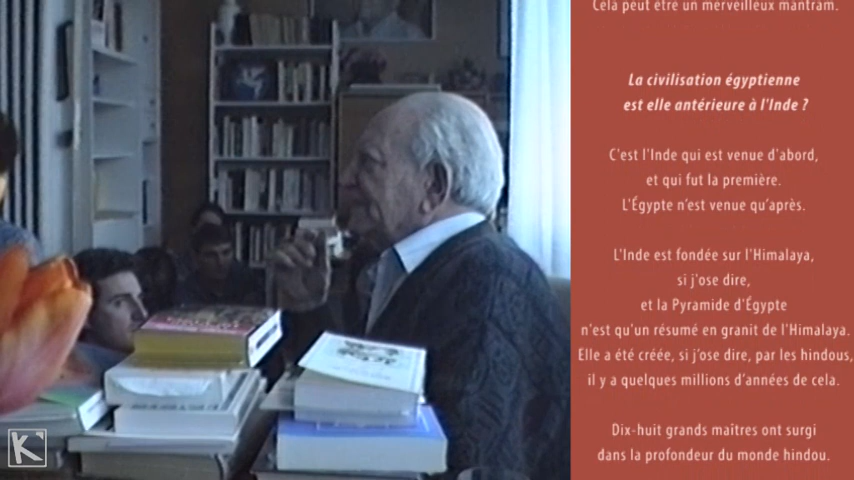 Cela peut être un merveilleux mantram.
La civilisation égyptienne
est elle antérieure à l'Inde ?
C'est l'Inde qui est venue d'abord,
et qui fut la première.
L'Égypte n'est venue qu'après.
L'Inde est fondée sur l'Himalaya,
si j'ose dire,
et la Pyramide d'Égypte
n'est qu'un résumé en granit de l'Himalaya.
Elle a été créée, si j'ose dire, par les hindous,
il y a quelques millions d'années de cela.
Dix-huit grands maîtres ont surgi
dans la profondeur du monde hindou.
K